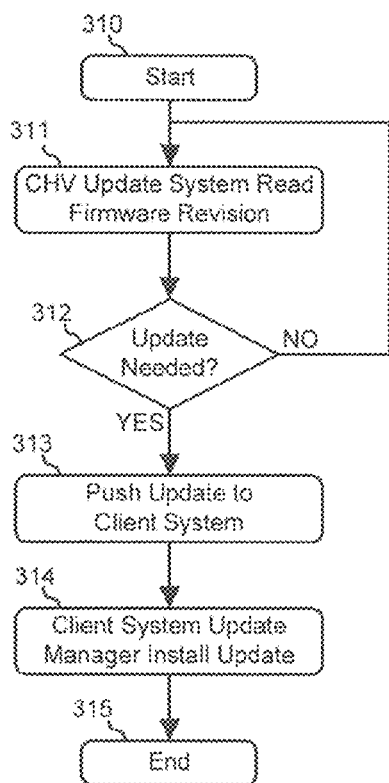 310
Start
311
CHV Update System Read
Firmware Revision
312
Update
Needed?
NO
YES
313
Push Update to
Client System
314
Client System Update
Manager Install Update
315
End